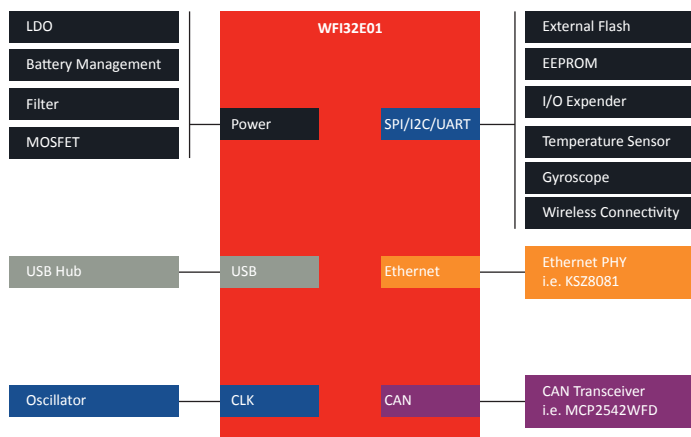 LDO
Battery Management
Filter
MOSFET
USB Hub
Oscillator
WFI32E01
Power
SPI/I2C/UART
USB
Ethernet
CLK
CAN
External Flash
EEPROM
I/O Expender
Temperature Sensor
Gyroscope
Wireless Connectivity
Ethernet PHY
i.e. KSZ8081
CAN Transceiver
i.e. MCP2542WFD